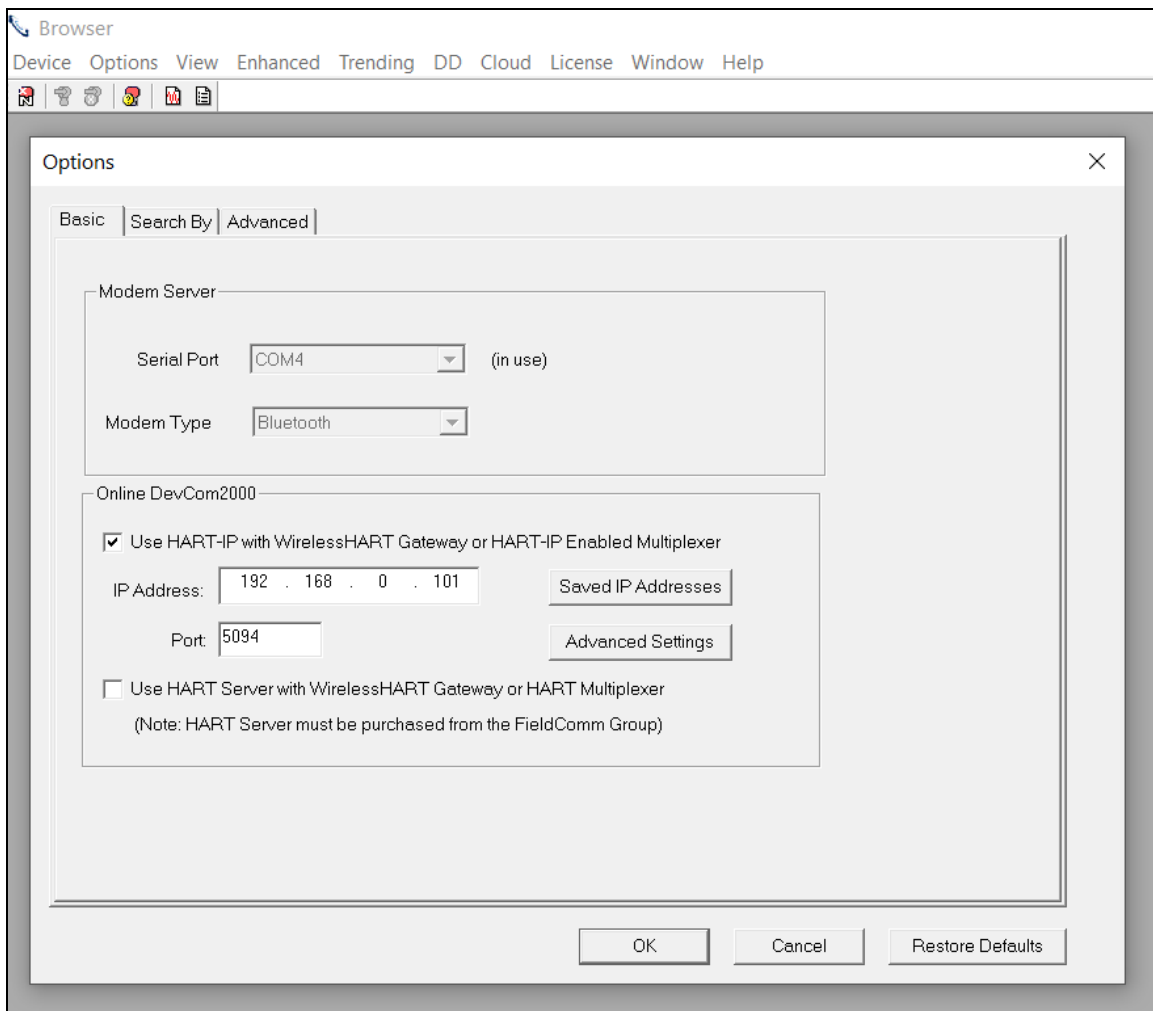 Browser
Device Options View Enhanced Trending DD Cloud License Window Help
Options
Basic Search By Advanced
Modem Server
Serial Port COM4 (in use)
Modem Type Bluetooth
Online DevCom2000
Use HART-IP with WirelessHART Gateway or HART-IP Enabled Multiplexer
IP Address: 192 . 168 . 0 . 101 Saved IP Addresses
Port: 5094 Advanced Settings
Use HART Server with WirelessHART Gateway or HART Multiplexer
(Note: HART Server must be purchased from the FieldComm Group)
OK Cancel Restore Defaults